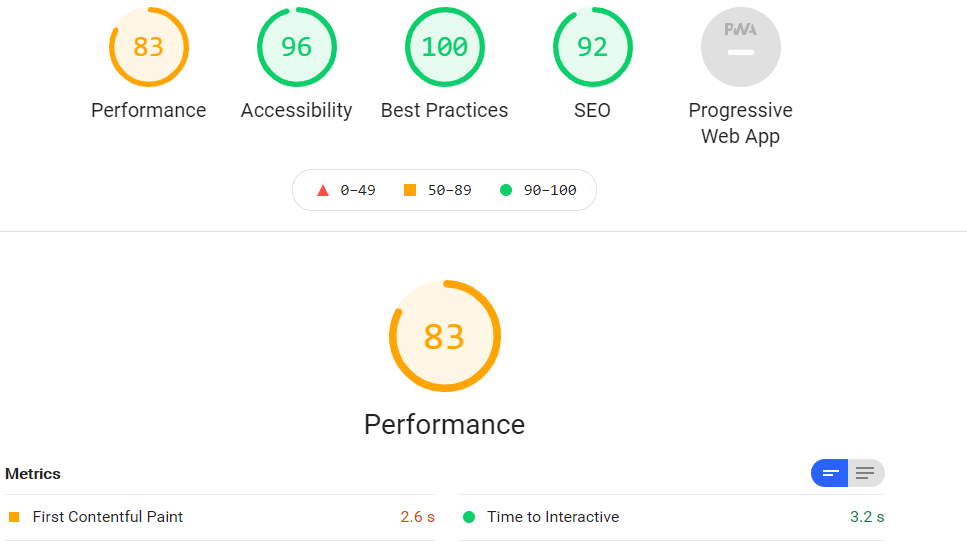 83 96 100 92 PWA
Performance Accessibility Best Practices SEO Progressive
Web App
0–49 50–89 90–100
83
Performance
Metrics
First Contentful Paint 2.6 s Time to Interactive 3.2 s